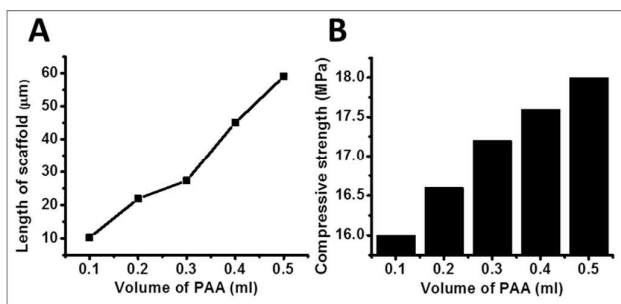 A
Length of scaffold (μm)
60
50
40
30
20
10
0.1 0.2 0.3 0.4 0.5
Volume of PAA (ml)
B
Compressive strength (MPa)
18.0
17.5
17.0
16.5
16.0
0.1 0.2 0.3 0.4 0.5
Volume of PAA (ml)